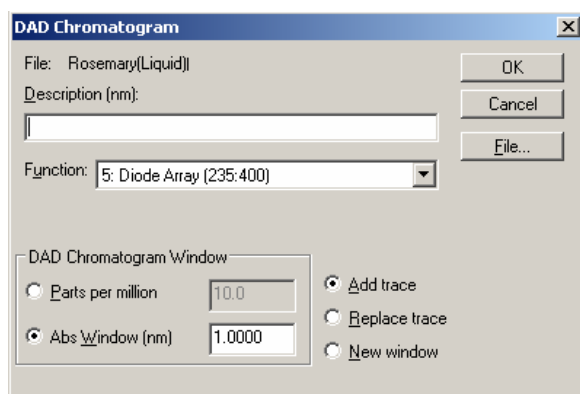 DAD Chromatogram
File: Rosemary(Liquid)l
OK
Description (nm):
Cancel
File...
Function: 5: Diode Array (235:400)
DAD Chromatogram Window
Parts per million 10.0
Abs Window (nm) 1.0000
Add trace
Replace trace
New window